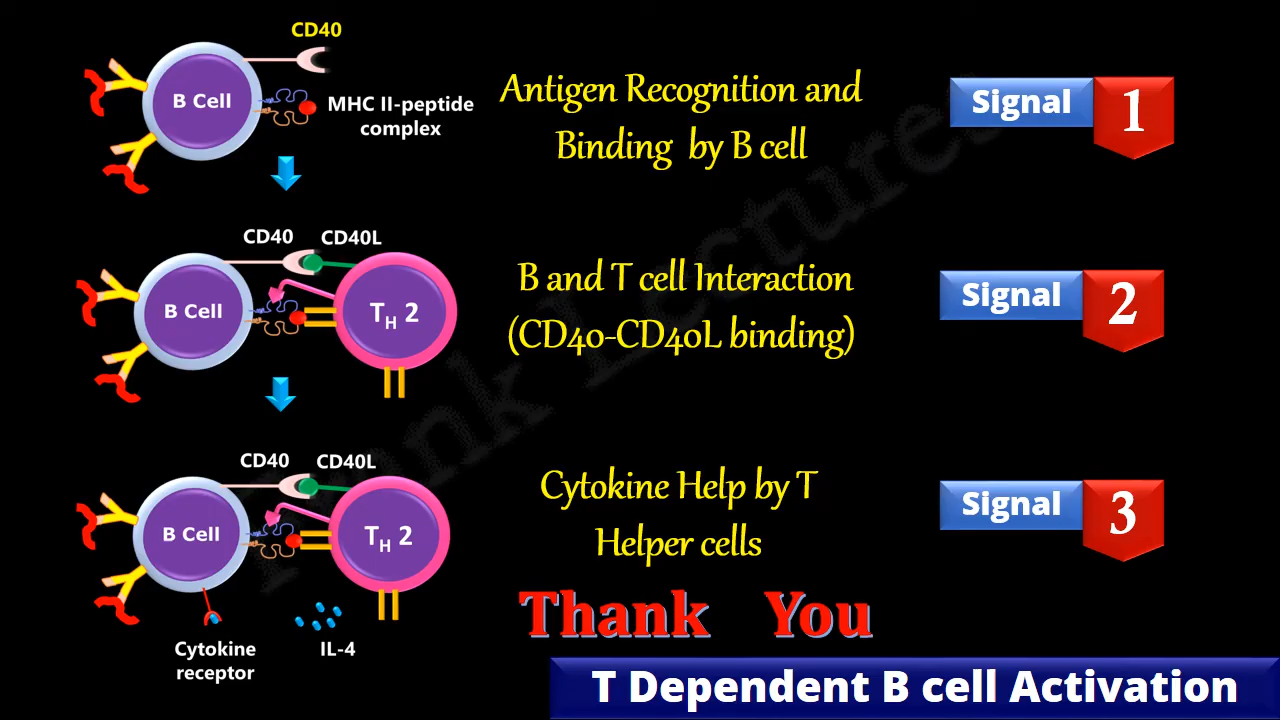 CD40
B Cell
MHC II-peptide
complex
Antigen Recognition and
Binding by B cell
Signal 1
CD40 CD40L
B Cell
TH 2
B and T cell Interaction
(CD40-CD40L binding)
Signal 2
CD40 CD40L
B Cell
TH 2
Cytokine
receptor
IL-4
Cytokine Help by T
Helper cells
Signal 3
Thank You
T Dependent B cell Activation